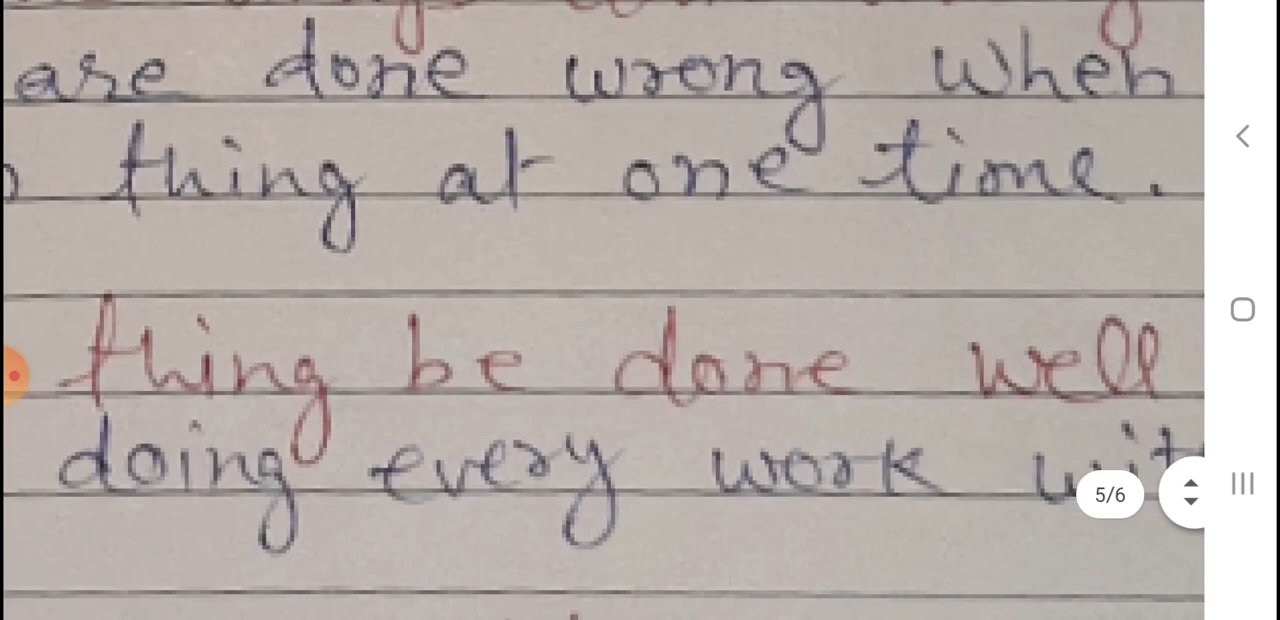 are done wrong when
thing at one time.
thing be done well
doing every work
5/6